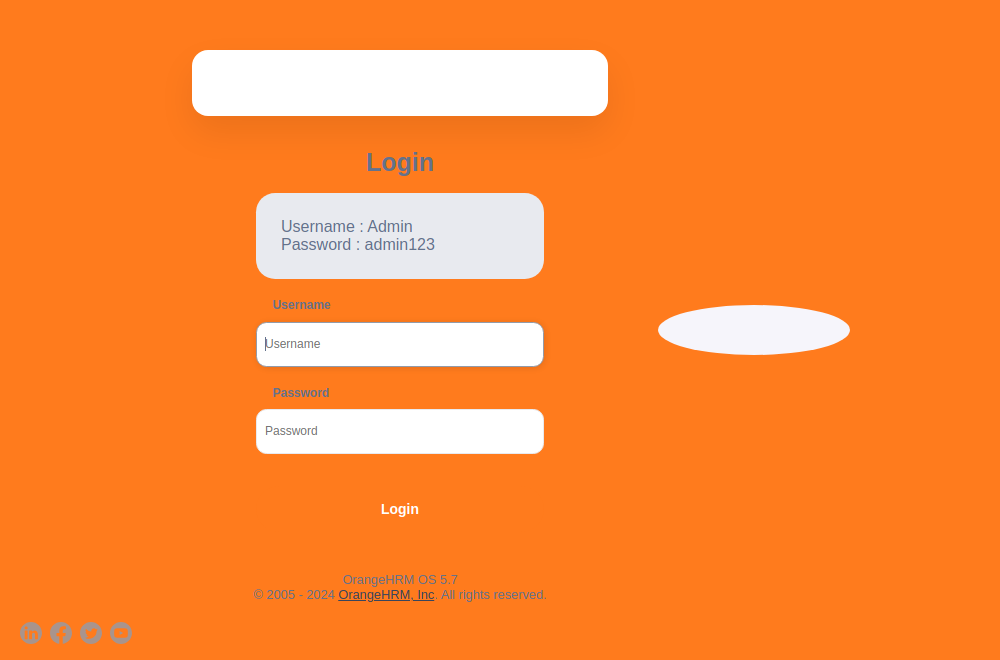 Login
Username : Admin
Password : admin123
Username
Username
Password
Password
Login
OrangeHRM OS 5.7
© 2005 - 2024 OrangeHRM, Inc. All rights reserved.